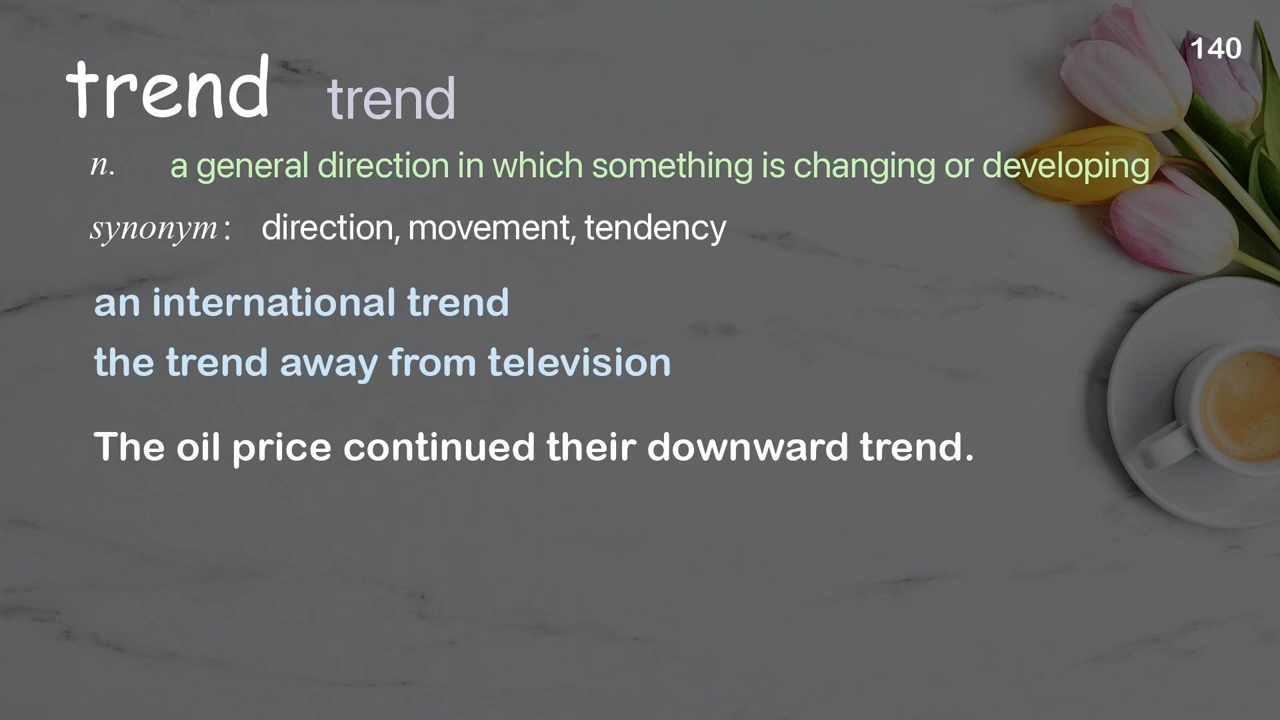 140
trend trend
n. a general direction in which something is changing or developing
synonym: direction, movement, tendency
an international trend
the trend away from television
The oil price continued their downward trend.